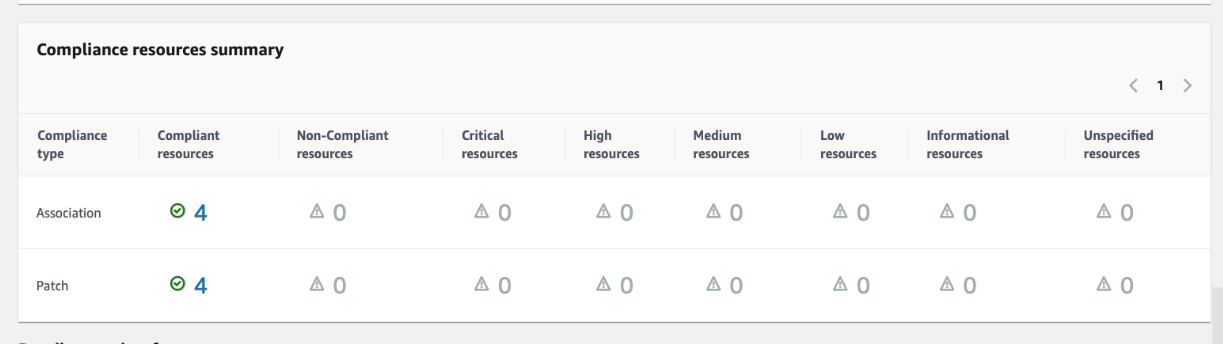 Compliance resources summary
1
Compliance type
Compliant resources
Non-Compliant resources
Critical resources
High resources
Medium resources
Low resources
Informational resources
Unspecified resources
Association 4 0 0 0 0 0 0 0
Patch 4 0 0 0 0 0 0 0